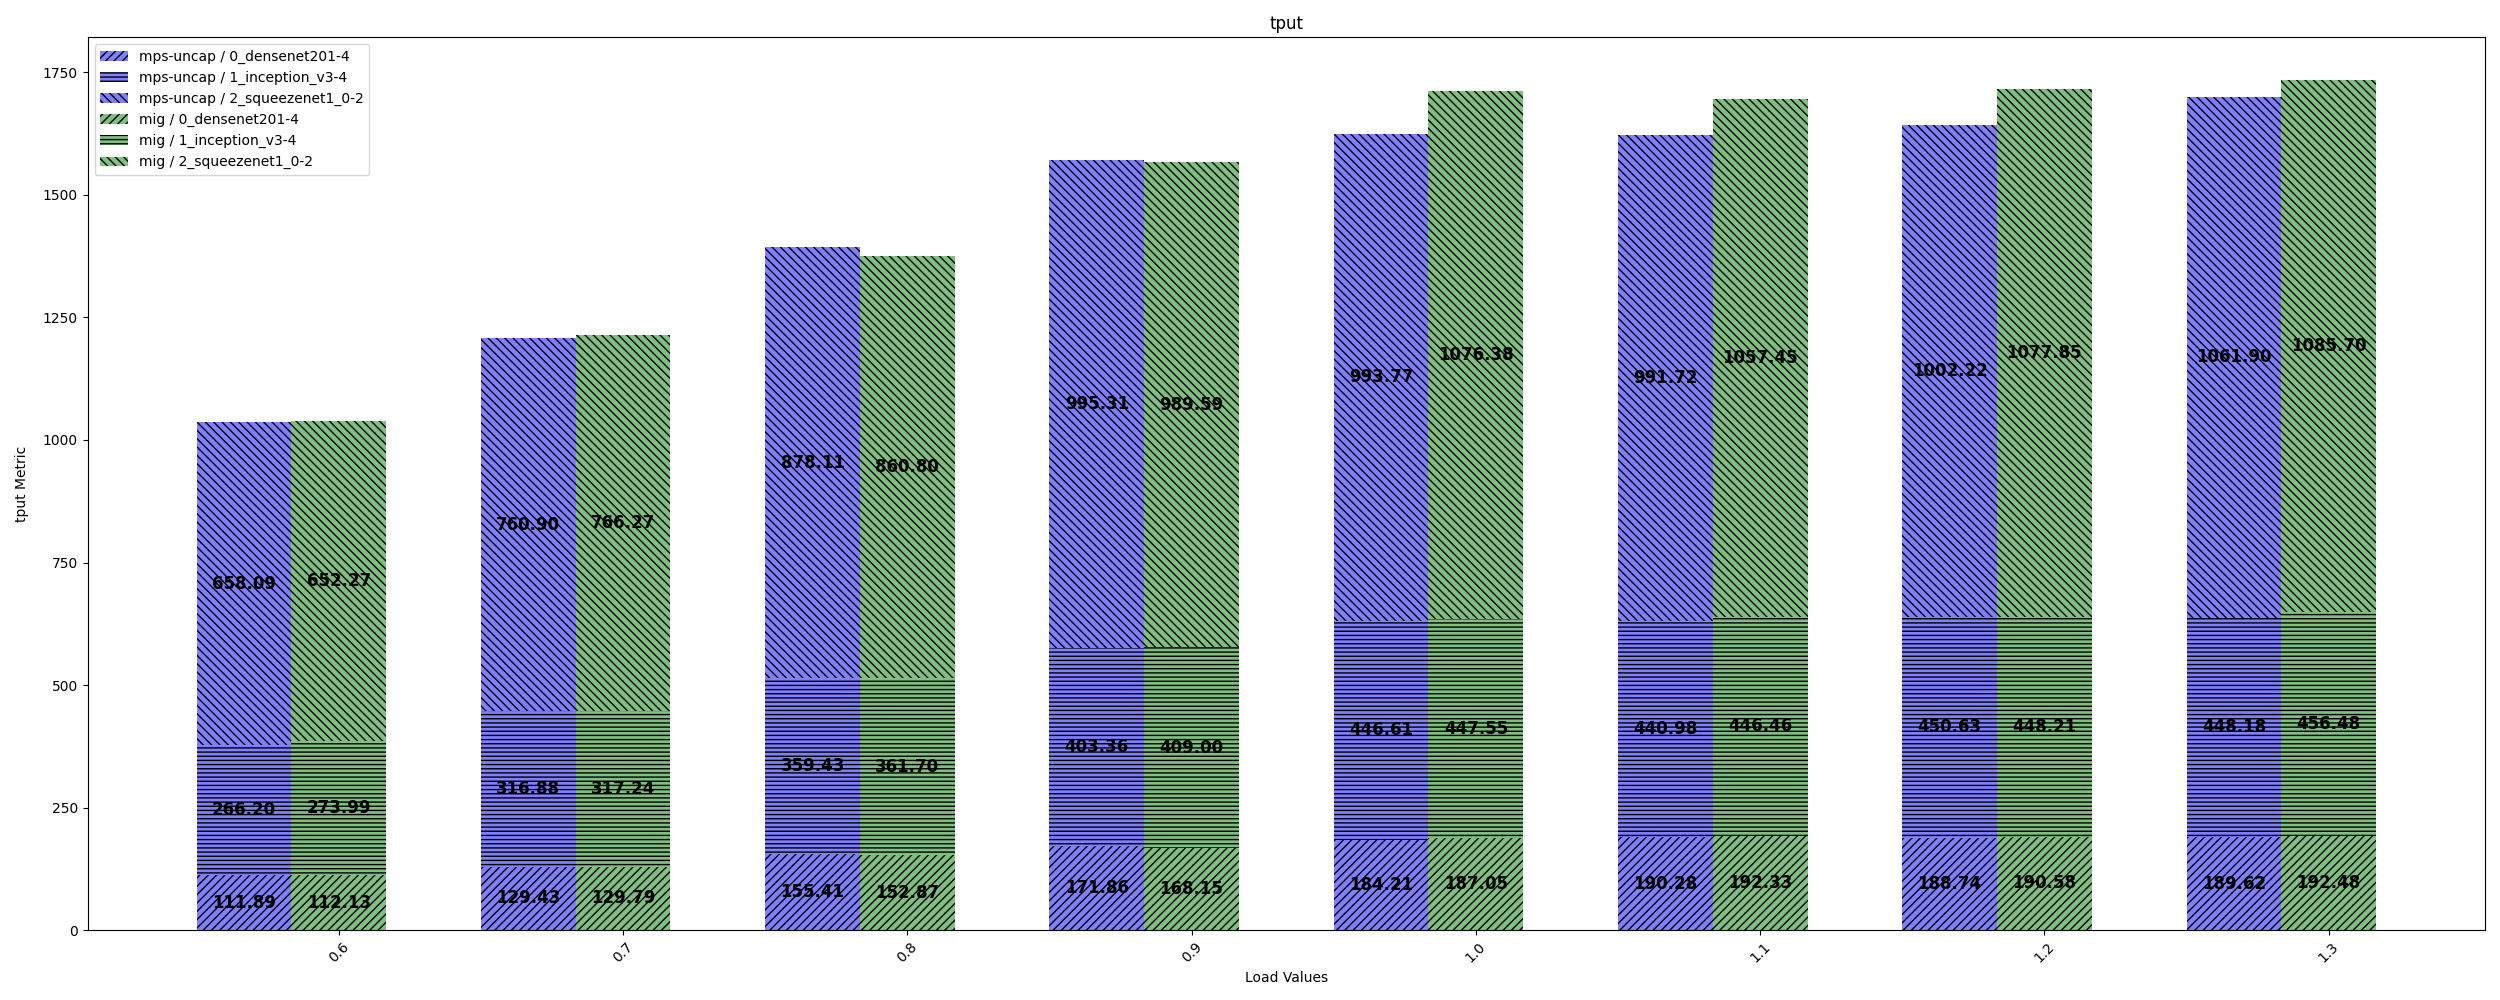 tput
mps-uncap / 0_densenet201-4
mps-uncap / 1_inception_v3-4
mps-uncap / 2_squeezenet1_0-2
mig / 0_densenet201-4
mig / 1_inception_v3-4
mig / 2_squeezenet1_0-2
tput Metric
1750
1500
1250
1000
750
500
250
0
658.09 652.27 760.90 766.27 878.11 860.80 995.31 989.59 993.77 1076.38 991.72 1057.45 1002.22 1077.85 1061.90 1085.70
266.20 273.99 316.88 317.24 359.43 361.70 403.36 409.00 446.61 447.55 440.98 446.46 450.63 448.21 448.18 456.48
111.89 112.13 129.43 129.79 155.41 152.87 171.86 168.15 184.21 187.05 190.28 192.33 188.74 190.58 189.62 192.48
0.6 0.7 0.8 0.9 1.0 1.1 1.2 1.3
Load Values